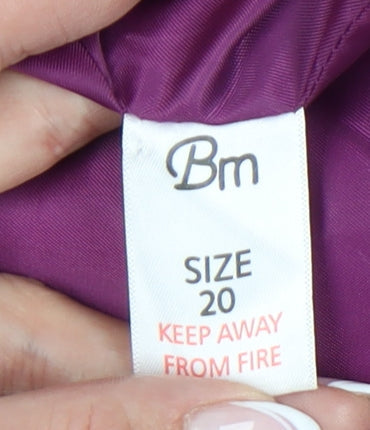 Bm
SIZE
20
KEEP AWAY
FROM FIRE